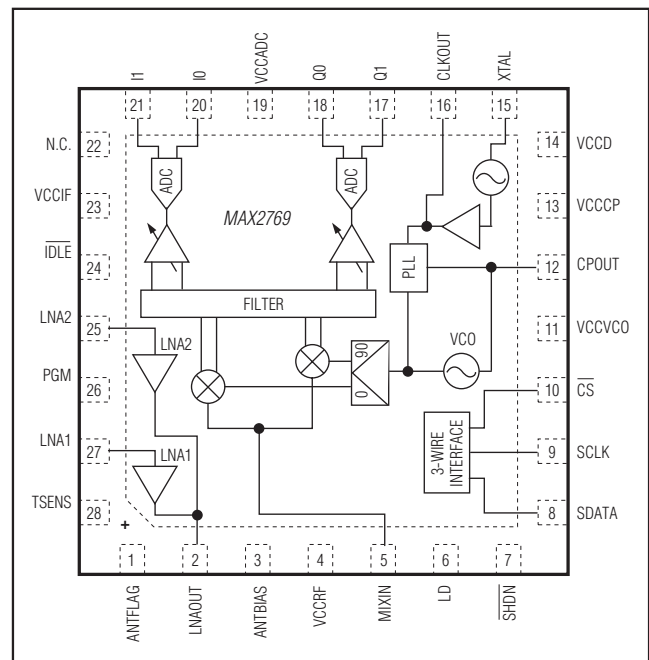 I1
I0
VCCADC
Q0
Q1
CLKOUT
XTAL
21
20
19
18
17
16
15
N.C.
22
14
VCCD
ADC
ADC
MAX2769
VCCIF
23
13
VCCCP
IDLE
24
PLL
12
CPOUT
FILTER
LNA2
25
LNA2
90
0
VCO
11
VCCVCO
PGM
26
10
CS
3-WIRE
INTERFACE
LNA1
27
LNA1
9
SCLK
TSENS
28
8
SDATA
+
1
2
3
4
5
6
7
ANTFLAG
LNAOUT
ANTBIAS
VCCRF
MIXIN
LD
SHDN